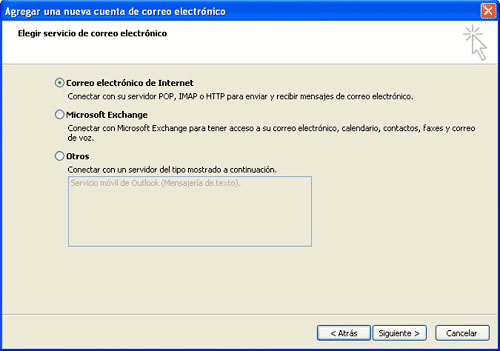 Agregar una nueva cuenta de correo electrónico
Elegir servicio de correo electrónico
Correo electrónico de Internet
Conectar con su servidor POP, IMAP o HTTP para enviar y recibir mensajes de correo electrónico.
Microsoft Exchange
Conectar con Microsoft Exchange para tener acceso a su correo electrónico, calendario, contactos, faxes y correo
de voz.
Otros
Conectar con un servidor del tipo mostrado a continuación.
Servicio móvil de Outlook (Mensajería de texto).
< Atrás
Siguiente >
Cancelar